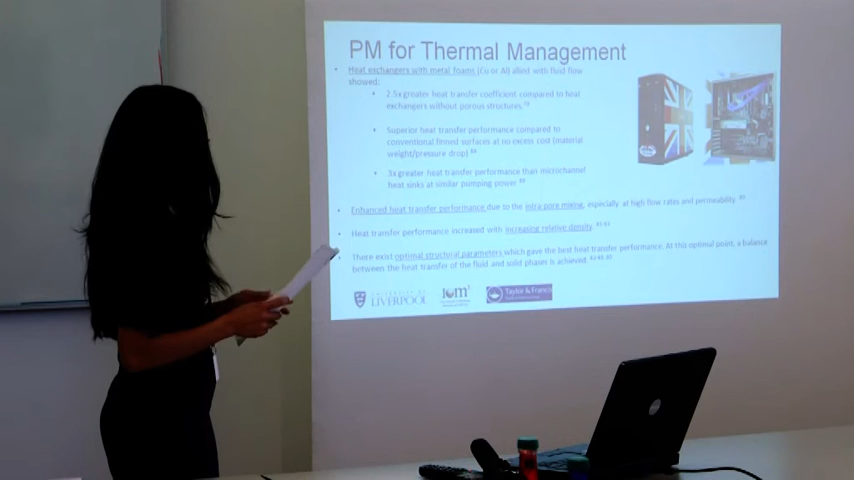 PM for Thermal Management
• Heat exchangers with metal foams (Cu or Al) allied with fluid flow
showed:
• 2.5x greater heat transfer coefficient compared to heat
exchangers without porous structures.
• Superior heat transfer performance compared to
conventional finned surfaces at no excess cost (material
weight/pressure drop)
• 3x greater heat transfer performance than microchannel
heat sinks at similar pumping power
• Enhanced heat transfer performance due to the intra-pore mixing, especially at high flow rates and permeability.
• Heat transfer performance increased with increasing relative density.
• There exist optimal structural parameters which gave the best heat transfer performance. At this optimal point, a balance
between the heat transfer of the fluid and solid phases is achieved.
UNIVERSITY OF
LIVERPOOL
IOM3
Taylor & Francis